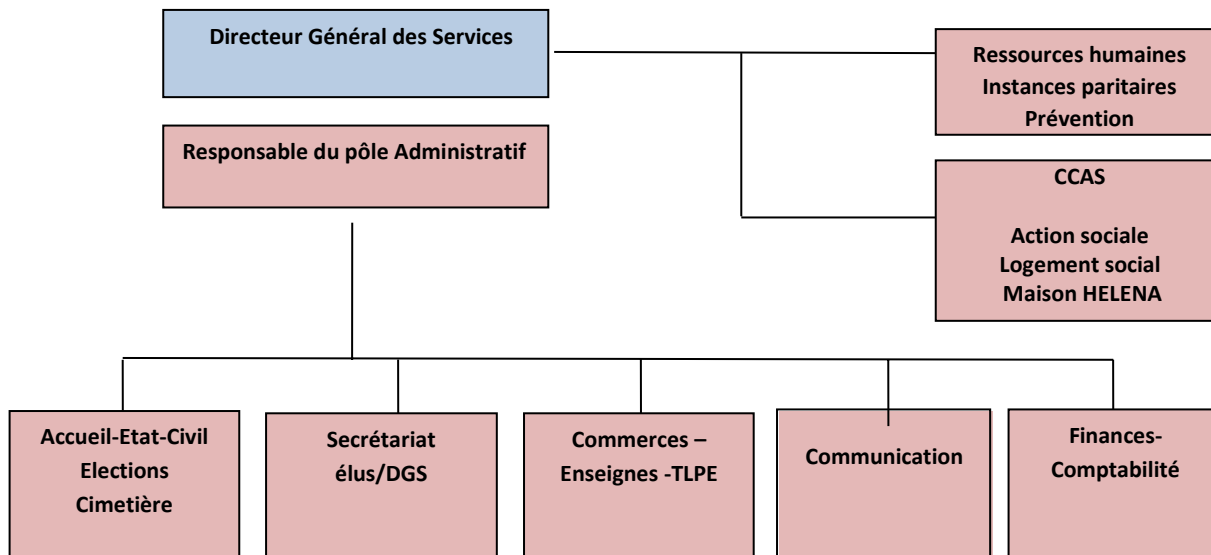 Directeur Général des Services
Ressources humaines
Instances paritaires
Prévention
Responsable du pôle Administratif
CCAS
Action sociale
Logement social
Maison HELENA
Accueil-Etat-Civil
Elections
Cimetière
Secrétariat
élus/DGS
Commerces –
Enseignes -TLPE
Communication
Finances-
Comptabilité